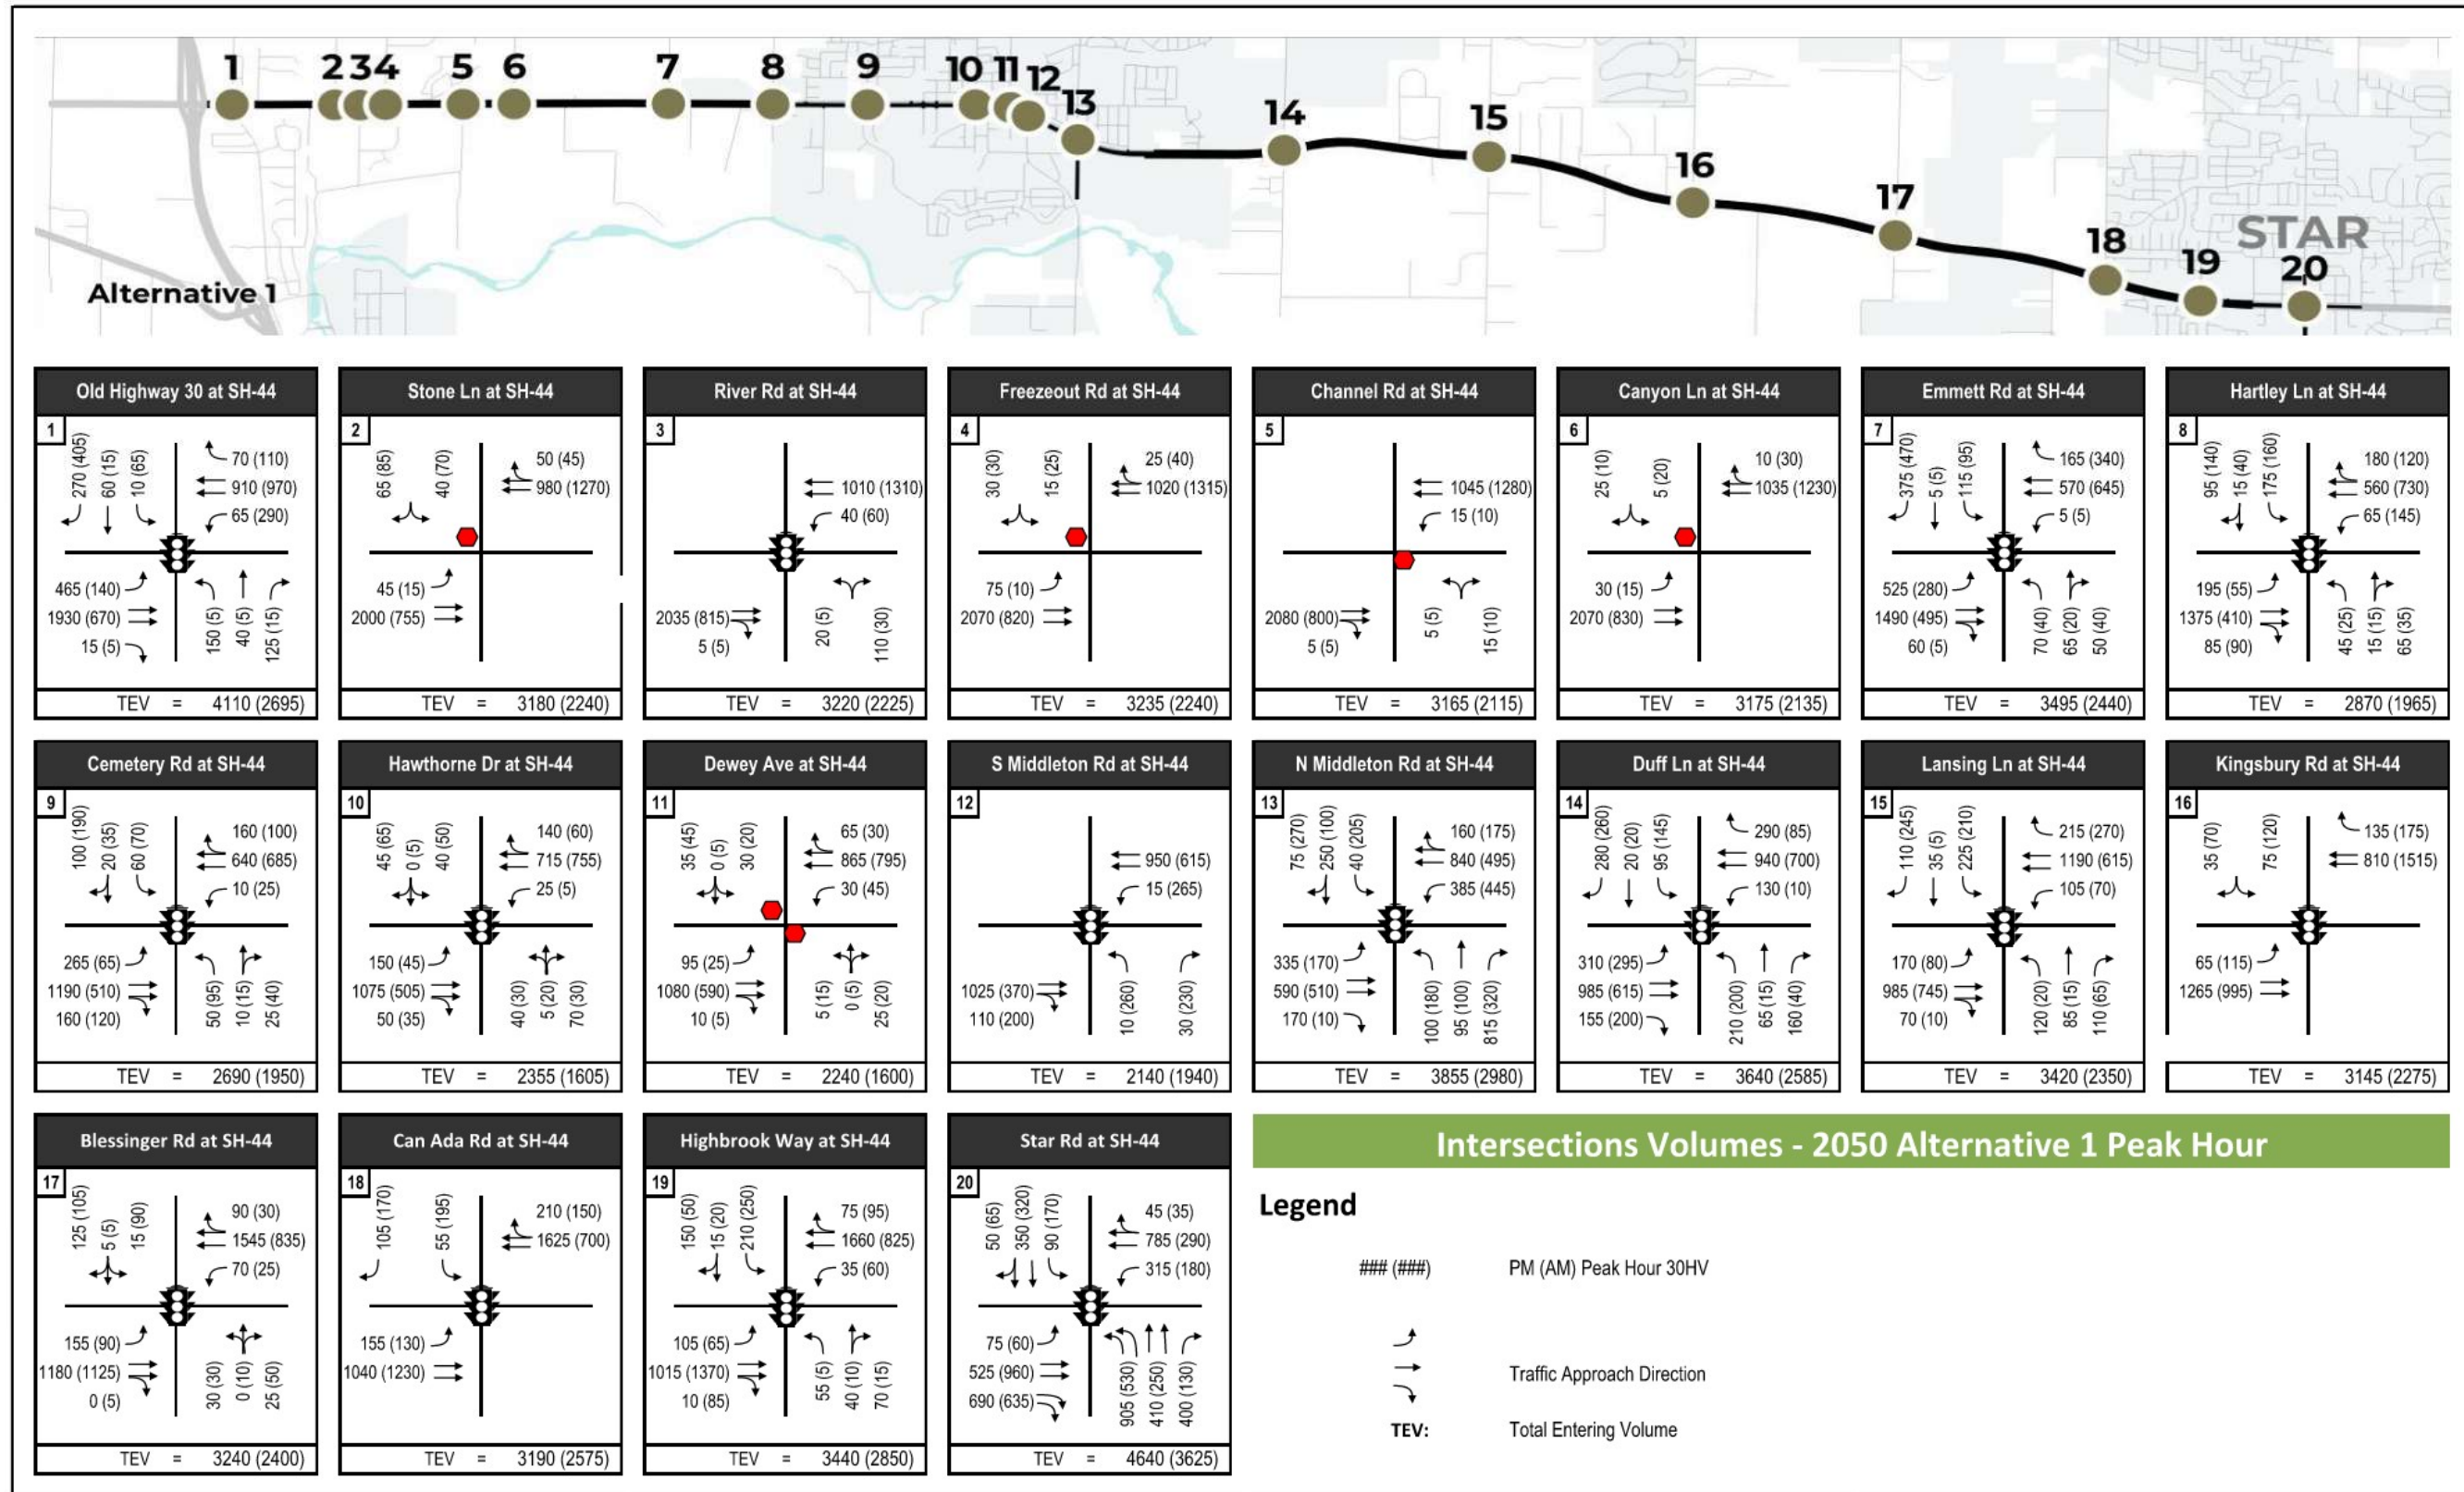 1 2 3 4 5 6 7 8 9 10 11 12 13 14 15 16 17 18 19 20
STAR
Alternative 1
Old Highway 30 at SH-44
1
270 (405) 60 (15) 10 (65)
70 (110)
910 (970)
65 (290)
465 (140)
1930 (670)
15 (5)
150 (5) 40 (5) 125 (15)
TEV = 4110 (2695)
Stone Ln at SH-44
2
65 (85) 40 (70)
50 (45)
980 (1270)
45 (15)
2000 (755)
TEV = 3180 (2240)
River Rd at SH-44
3
1010 (1310)
40 (60)
2035 (815)
5 (5)
20 (5) 110 (30)
TEV = 3220 (2225)
Freezeout Rd at SH-44
4
30 (30) 15 (25)
25 (40)
1020 (1315)
75 (10)
2070 (820)
TEV = 3235 (2240)
Channel Rd at SH-44
5
1045 (1280)
15 (10)
2080 (800)
5 (5)
5 (5) 15 (10)
TEV = 3165 (2115)
Canyon Ln at SH-44
6
25 (10) 5 (20)
10 (30)
1035 (1230)
30 (15)
2070 (830)
TEV = 3175 (2135)
Emmett Rd at SH-44
7
375 (470) 5 (5) 115 (95)
165 (340)
570 (645)
5 (5)
525 (280)
1490 (495)
60 (5)
70 (40) 65 (20) 50 (40)
TEV = 3495 (2440)
Hartley Ln at SH-44
8
95 (140) 15 (40) 175 (160)
180 (120)
560 (730)
65 (145)
195 (55)
1375 (410)
85 (90)
45 (25) 15 (15) 65 (35)
TEV = 2870 (1965)
Cemetery Rd at SH-44
9
100 (190) 20 (35) 60 (70)
160 (100)
640 (685)
10 (25)
265 (65)
1190 (510)
160 (120)
50 (95) 10 (15) 25 (40)
TEV = 2690 (1950)
Hawthorne Dr at SH-44
10
45 (65) 0 (5) 40 (50)
140 (60)
715 (755)
25 (5)
150 (45)
1075 (505)
50 (35)
40 (30) 5 (20) 70 (30)
TEV = 2355 (1605)
Dewey Ave at SH-44
11
35 (45) 0 (5) 30 (20)
65 (30)
865 (795)
30 (45)
95 (25)
1080 (590)
10 (5)
5 (15) 0 (5) 25 (20)
TEV = 2240 (1600)
S Middleton Rd at SH-44
12
950 (615)
15 (265)
1025 (370)
110 (200)
10 (260) 30 (230)
TEV = 2140 (1940)
N Middleton Rd at SH-44
13
75 (270) 250 (100) 40 (205)
160 (175)
840 (495)
385 (445)
335 (170)
590 (510)
170 (10)
100 (180) 95 (100) 815 (320)
TEV = 3855 (2980)
Duff Ln at SH-44
14
280 (260) 20 (20) 95 (145)
290 (85)
940 (700)
130 (10)
310 (295)
985 (615)
155 (200)
210 (200) 65 (15) 160 (40)
TEV = 3640 (2585)
Lansing Ln at SH-44
15
110 (245) 35 (5) 225 (210)
215 (270)
1190 (615)
105 (70)
170 (80)
985 (745)
70 (10)
120 (20) 85 (15) 110 (65)
TEV = 3420 (2350)
Kingsbury Rd at SH-44
16
35 (70) 75 (120)
135 (175)
810 (1515)
65 (115)
1265 (995)
TEV = 3145 (2275)
Blessinger Rd at SH-44
17
125 (105) 5 (5) 15 (90)
90 (30)
1545 (835)
70 (25)
155 (90)
1180 (1125)
0 (5)
30 (30) 0 (10) 25 (50)
TEV = 3240 (2400)
Can Ada Rd at SH-44
18
105 (170) 55 (195)
210 (150)
1625 (700)
155 (130)
1040 (1230)
TEV = 3190 (2575)
Highbrook Way at SH-44
19
150 (50) 15 (20) 210 (250)
75 (95)
1660 (825)
35 (60)
105 (65)
1015 (1370)
10 (85)
55 (5) 40 (10) 70 (15)
TEV = 3440 (2850)
Star Rd at SH-44
20
50 (65) 350 (320) 90 (170)
45 (35)
785 (290)
315 (180)
75 (60)
525 (960)
690 (635)
905 (530) 410 (250) 400 (130)
TEV = 4640 (3625)
Intersections Volumes - 2050 Alternative 1 Peak Hour
Legend
### (###) PM (AM) Peak Hour 30HV
Traffic Approach Direction
TEV: Total Entering Volume